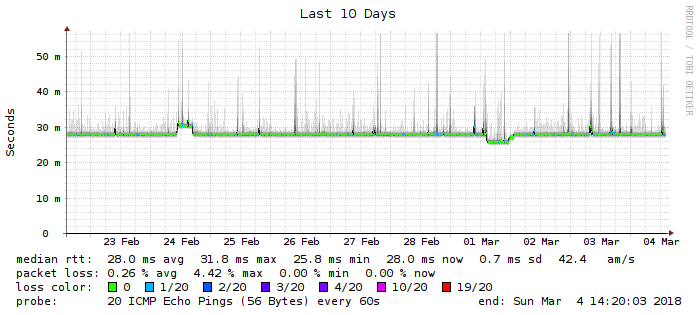 Last 10 Days
RRDTOOL / TOBI OETIKER
Seconds
50 m
40 m
30 m
20 m
10 m
0
23 Feb 24 Feb 25 Feb 26 Feb 27 Feb 28 Feb 01 Mar 02 Mar 03 Mar 04 Mar
median rtt: 28.0 ms avg 31.8 ms max 25.8 ms min 28.0 ms now 0.7 ms sd 42.4 am/s
packet loss: 0.26 % avg 4.42 % max 0.00 % min 0.00 % now
loss color: 0 1/20 2/20 3/20 4/20 10/20 19/20
probe: 20 ICMP Echo Pings (56 Bytes) every 60s end: Sun Mar 4 14:20:03 2018